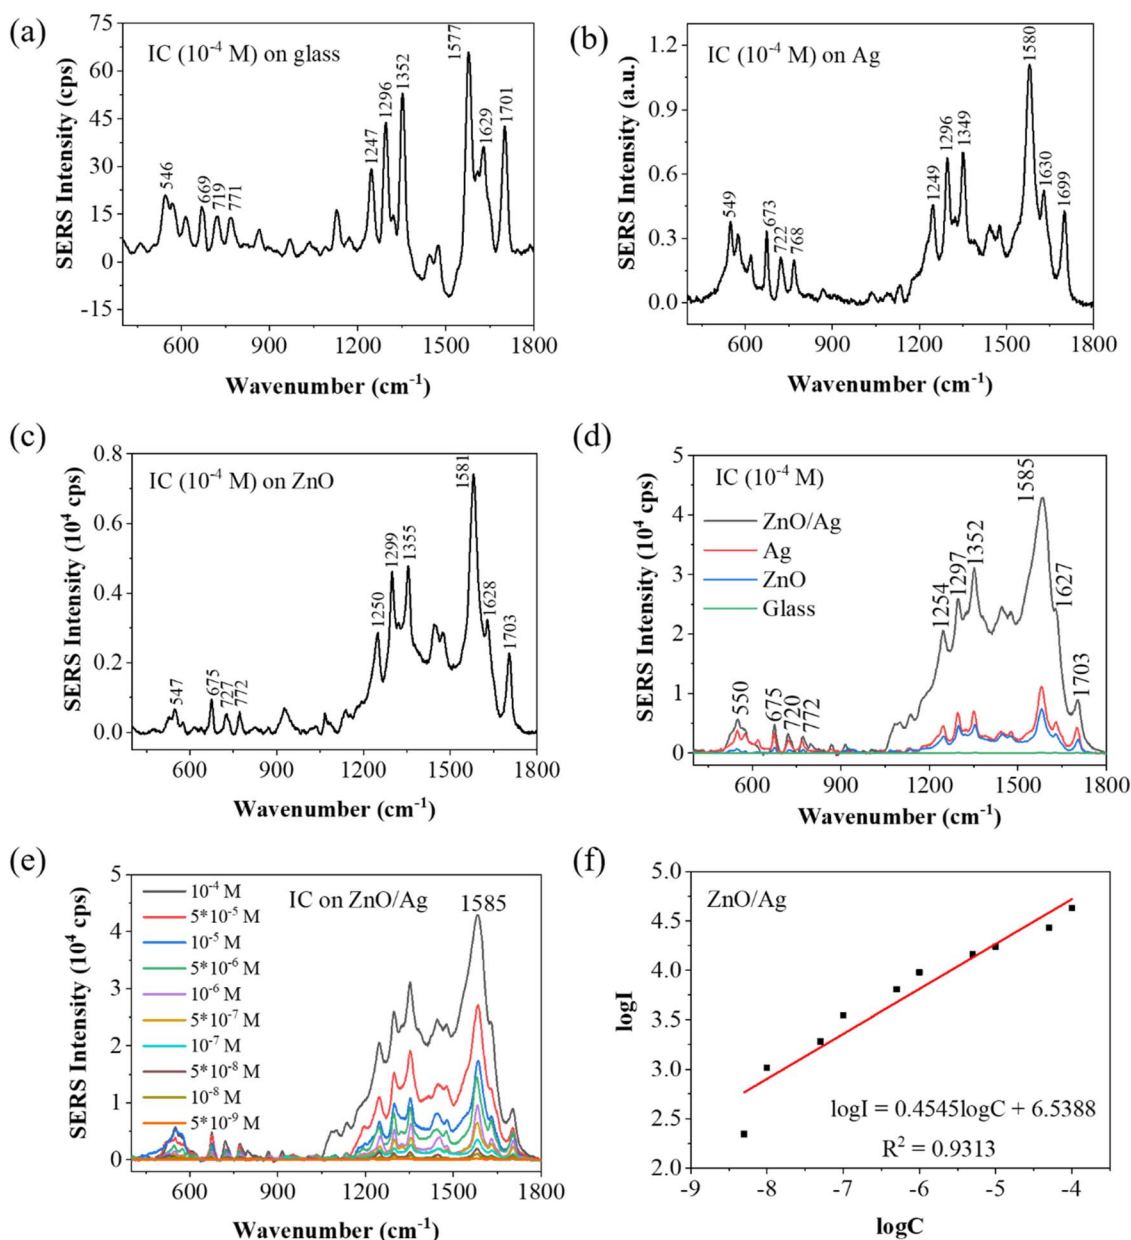 (a)
IC (10⁻⁴ M) on glass
SERS Intensity (cps)
75
60
45
30
15
0
-15
546
669
719
771
1247
1296
1352
1577
1629
1701
600 900 1200 1500 1800
Wavenumber (cm⁻¹)
(b)
IC (10⁻⁴ M) on Ag
SERS Intensity (a.u.)
1.2
0.9
0.6
0.3
0.0
549
673
722
768
1249
1296
1349
1580
1630
1699
600 900 1200 1500 1800
Wavenumber (cm⁻¹)
(c)
IC (10⁻⁴ M) on ZnO
SERS Intensity (10⁴ cps)
0.8
0.6
0.4
0.2
0.0
547
675
727
772
1250
1299
1355
1581
1628
1703
600 900 1200 1500 1800
Wavenumber (cm⁻¹)
(d)
IC (10⁻⁴ M)
ZnO/Ag
Ag
ZnO
Glass
SERS Intensity (10⁴ cps)
5
4
3
2
1
0
550
675
720
772
1254
1297
1352
1585
1627
1703
600 900 1200 1500 1800
Wavenumber (cm⁻¹)
(e)
IC on ZnO/Ag
1585
10⁻⁴ M
5*10⁻⁵ M
10⁻⁵ M
5*10⁻⁶ M
10⁻⁶ M
5*10⁻⁷ M
10⁻⁷ M
5*10⁻⁸ M
10⁻⁸ M
5*10⁻⁹ M
SERS Intensity (10⁴ cps)
5
4
3
2
1
0
600 900 1200 1500 1800
Wavenumber (cm⁻¹)
(f)
ZnO/Ag
logI
5.0
4.5
4.0
3.5
3.0
2.5
2.0
logI = 0.4545logC + 6.5388
R² = 0.9313
-9 -8 -7 -6 -5 -4
logC